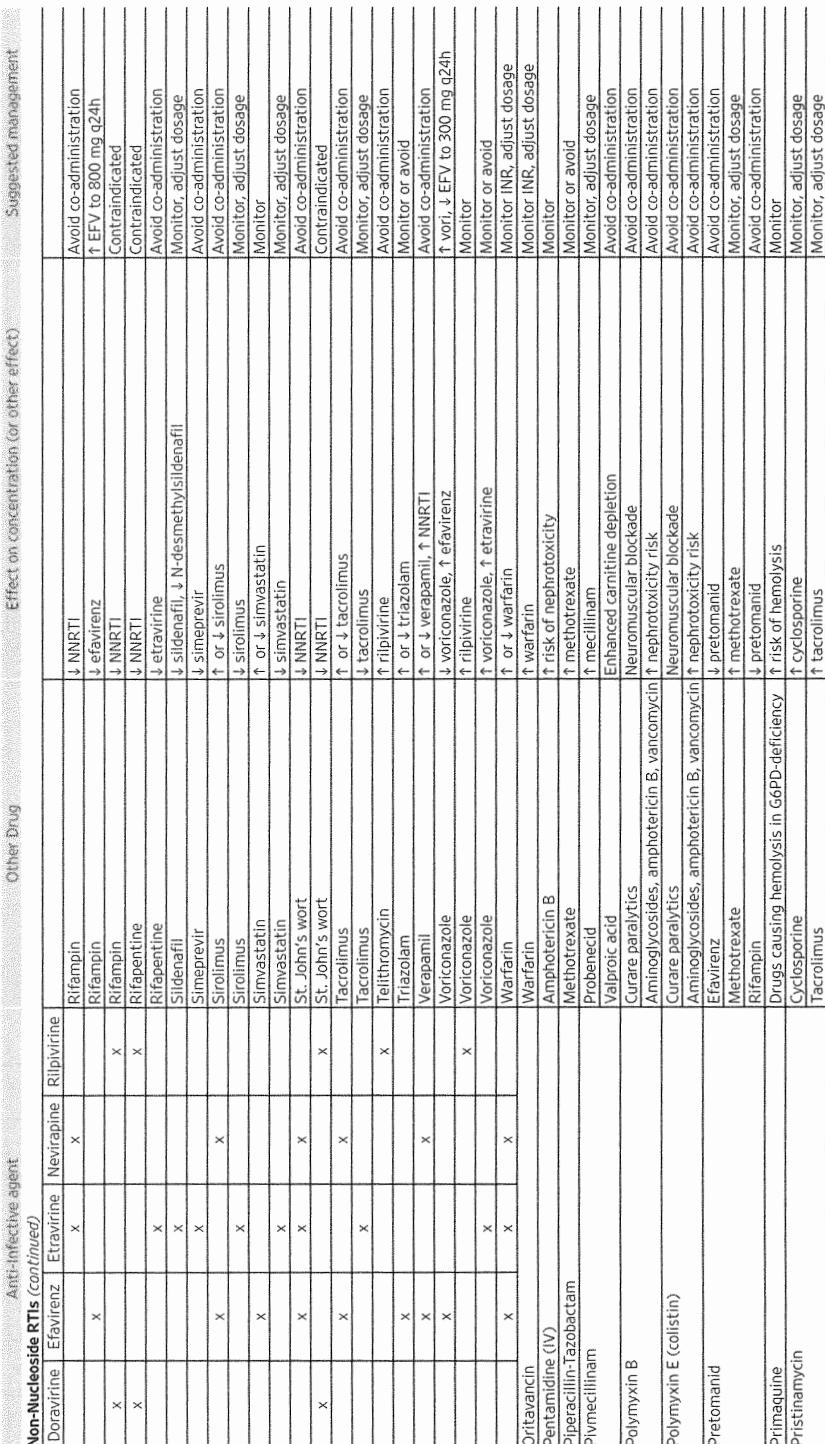 Anti-Infective agent Other Drug Effect on concentration (or other effect) Suggested management
Non-Nucleoside RTIs (continued)
Doravirine Efavirenz Etravirine Nevirapine Rilpivirine
x x Rifampin ↓ NNRTI Avoid co-administration
x Rifampin ↓ efavirenz ↑ EFV to 800 mg q24h
x x Rifampin ↓ NNRTI Contraindicated
x x Rifapentine ↓ NNRTI Contraindicated
x Rifapentine ↓ etravirine Avoid co-administration
x Sildenafil ↓ sildenafil, ↓ N-desmethylsildenafil Monitor, adjust dosage
x Simeprevir ↓ simeprevir Avoid co-administration
x x Sirolimus ↑ or ↓ sirolimus Avoid co-administration
x Sirolimus ↓ sirolimus Monitor, adjust dosage
x Simvastatin ↑ or ↓ simvastatin Monitor
x Simvastatin ↓ simvastatin Monitor, adjust dosage
x x x St. John's wort ↓ NNRTI Avoid co-administration
x x St. John's wort ↓ NNRTI Contraindicated
x x Tacrolimus ↑ or ↓ tacrolimus Avoid co-administration
x Tacrolimus ↓ tacrolimus Monitor, adjust dosage
x Telithromycin ↑ rilpivirine Avoid co-administration
x Triazolam ↑ or ↓ triazolam Monitor or avoid
x x Verapamil ↑ or ↓ verapamil, ↑ NNRTI Avoid co-administration
x Voriconazole ↓ voriconazole, ↑ efavirenz ↑ vori, ↓ EFV to 300 mg q24h
x Voriconazole ↑ rilpivirine Monitor
x Voriconazole ↑ voriconazole, ↑ etravirine Monitor or avoid
x x x Warfarin ↑ or ↓ warfarin Monitor INR, adjust dosage
Oritavancin Warfarin ↑ warfarin Monitor INR, adjust dosage
Pentamidine (IV) Amphotericin B ↑ risk of nephrotoxicity Monitor
Piperacillin-Tazobactam Methotrexate ↑ methotrexate Monitor or avoid
Pivmecillinam Probenecid ↑ mecillinam Monitor, adjust dosage
Valproic acid Enhanced carnitine depletion Avoid co-administration
Polymyxin B Curare paralytics Neuromuscular blockade Avoid co-administration
Aminoglycosides, amphotericin B, vancomycin ↑ nephrotoxicity risk Avoid co-administration
Polymyxin E (colistin) Curare paralytics Neuromuscular blockade Avoid co-administration
Aminoglycosides, amphotericin B, vancomycin ↑ nephrotoxicity risk Avoid co-administration
Pretomanid Efavirenz ↓ pretomanid Avoid co-administration
Methotrexate ↑ methotrexate Monitor, adjust dosage
Rifampin ↓ pretomanid Avoid co-administration
Primaquine Drugs causing hemolysis in G6PD-deficiency ↑ risk of hemolysis Monitor
Pristinamycin Cyclosporine ↑ cyclosporine Monitor, adjust dosage
Tacrolimus ↑ tacrolimus Monitor, adjust dosage